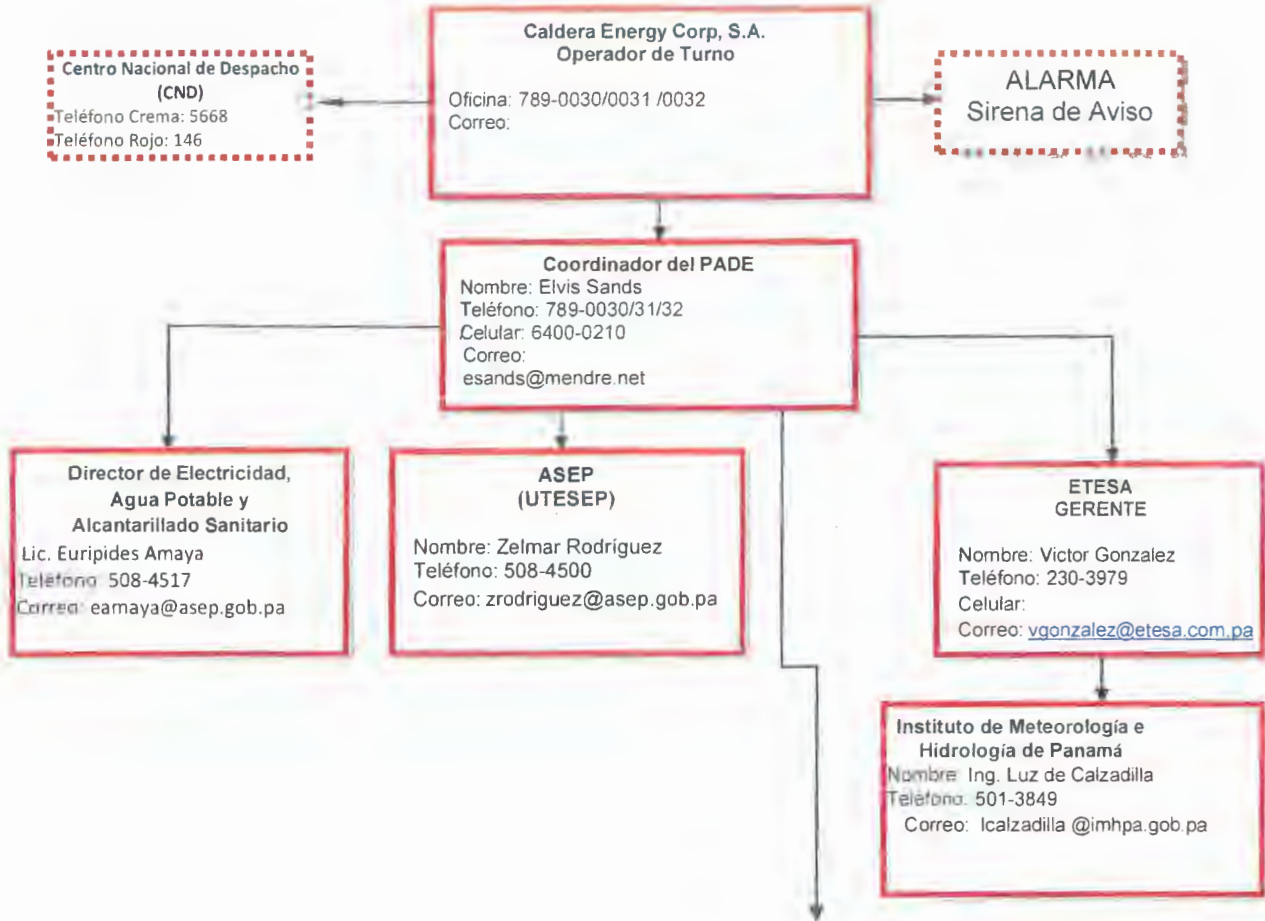 Caldera Energy Corp, S.A.
Operador de Turno
Oficina: 789-0030/0031 /0032
Correo:
Centro Nacional de Despacho
(CND)
Teléfono Crema: 5668
Teléfono Rojo: 146
ALARMA
Sirena de Aviso
Coordinador del PADE
Nombre: Elvis Sands
Teléfono: 789-0030/31/32
Celular: 6400-0210
Correo:
esands@mendre.net
Director de Electricidad,
Agua Potable y
Alcantarillado Sanitario
Lic. Euripides Amaya
Teléfono: 508-4517
Correo: eamaya@asep.gob.pa
ASEP
(UTESEP)
Nombre: Zelmar Rodríguez
Teléfono: 508-4500
Correo: zrodriguez@asep.gob.pa
ETESA
GERENTE
Nombre: Victor Gonzalez
Teléfono: 230-3979
Celular:
Correo: vgonzalez@etesa.com.pa
Instituto de Meteorología e
Hidrología de Panamá
Nombre: Ing. Luz de Calzadilla
Teléfono: 501-3849
Correo: lcalzadilla @imhpa.gob.pa